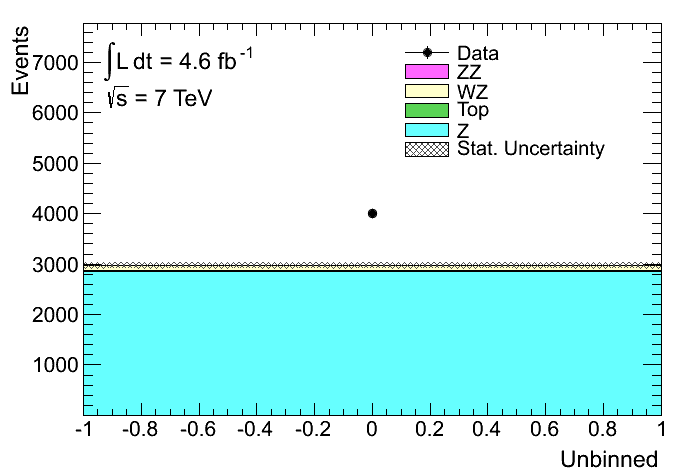 Events
7000
6000
5000
4000
3000
2000
1000
∫L dt = 4.6 fb⁻¹
√s = 7 TeV
Data
ZZ
WZ
Top
Z
Stat. Uncertainty
-1 -0.8 -0.6 -0.4 -0.2 0 0.2 0.4 0.6 0.8 1
Unbinned